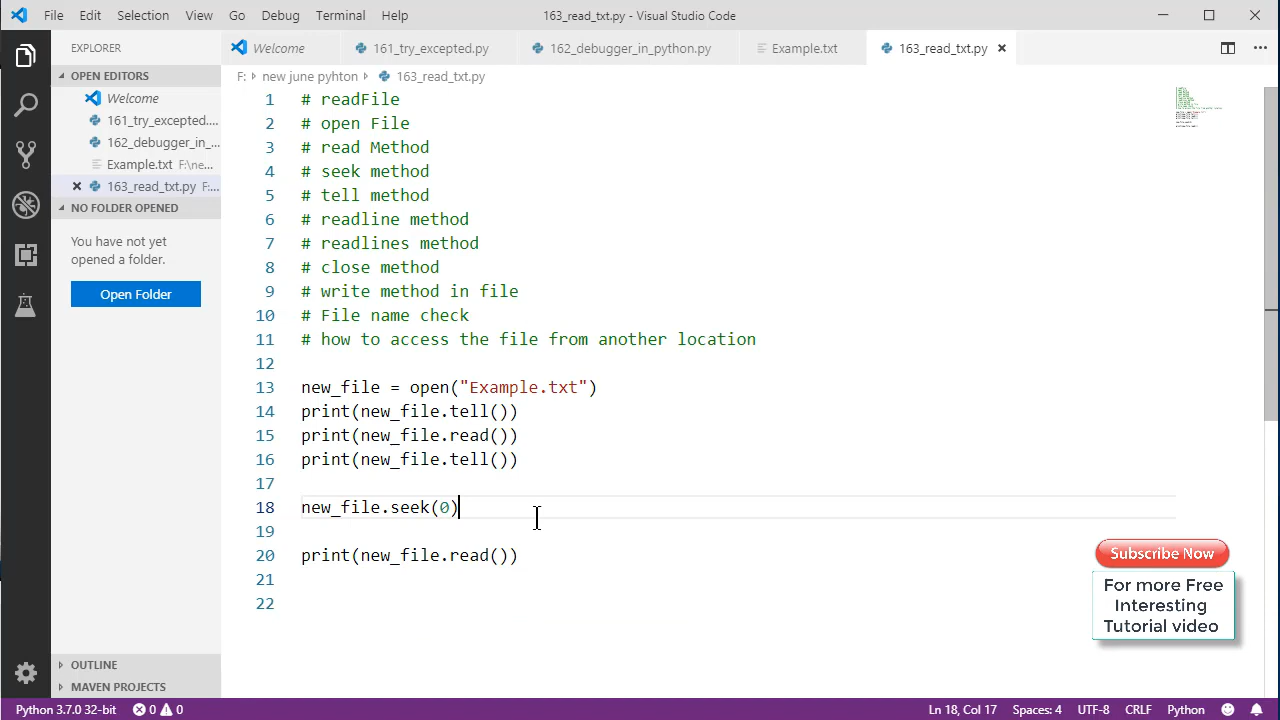 File Edit Selection View Go Debug Terminal Help 163_read_txt.py - Visual Studio Code
EXPLORER
OPEN EDITORS
Welcome
161_try_excepted....
162_debugger_in_...
Example.txt F:\ne...
163_read_txt.py F:...
NO FOLDER OPENED
You have not yet
opened a folder.
Open Folder
OUTLINE
MAVEN PROJECTS
Welcome 161_try_excepted.py 162_debugger_in_python.py Example.txt 163_read_txt.py
F: new june pyhton 163_read_txt.py
1 # readFile
2 # open File
3 # read Method
4 # seek method
5 # tell method
6 # readline method
7 # readlines method
8 # close method
9 # write method in file
10 # File name check
11 # how to access the file from another location
12
13 new_file = open("Example.txt")
14 print(new_file.tell())
15 print(new_file.read())
16 print(new_file.tell())
17
18 new_file.seek(0)
19
20 print(new_file.read())
21
22
Subscribe Now
For more Free
Interesting
Tutorial video
Python 3.7.0 32-bit 0 0 Ln 18, Col 17 Spaces: 4 UTF-8 CRLF Python